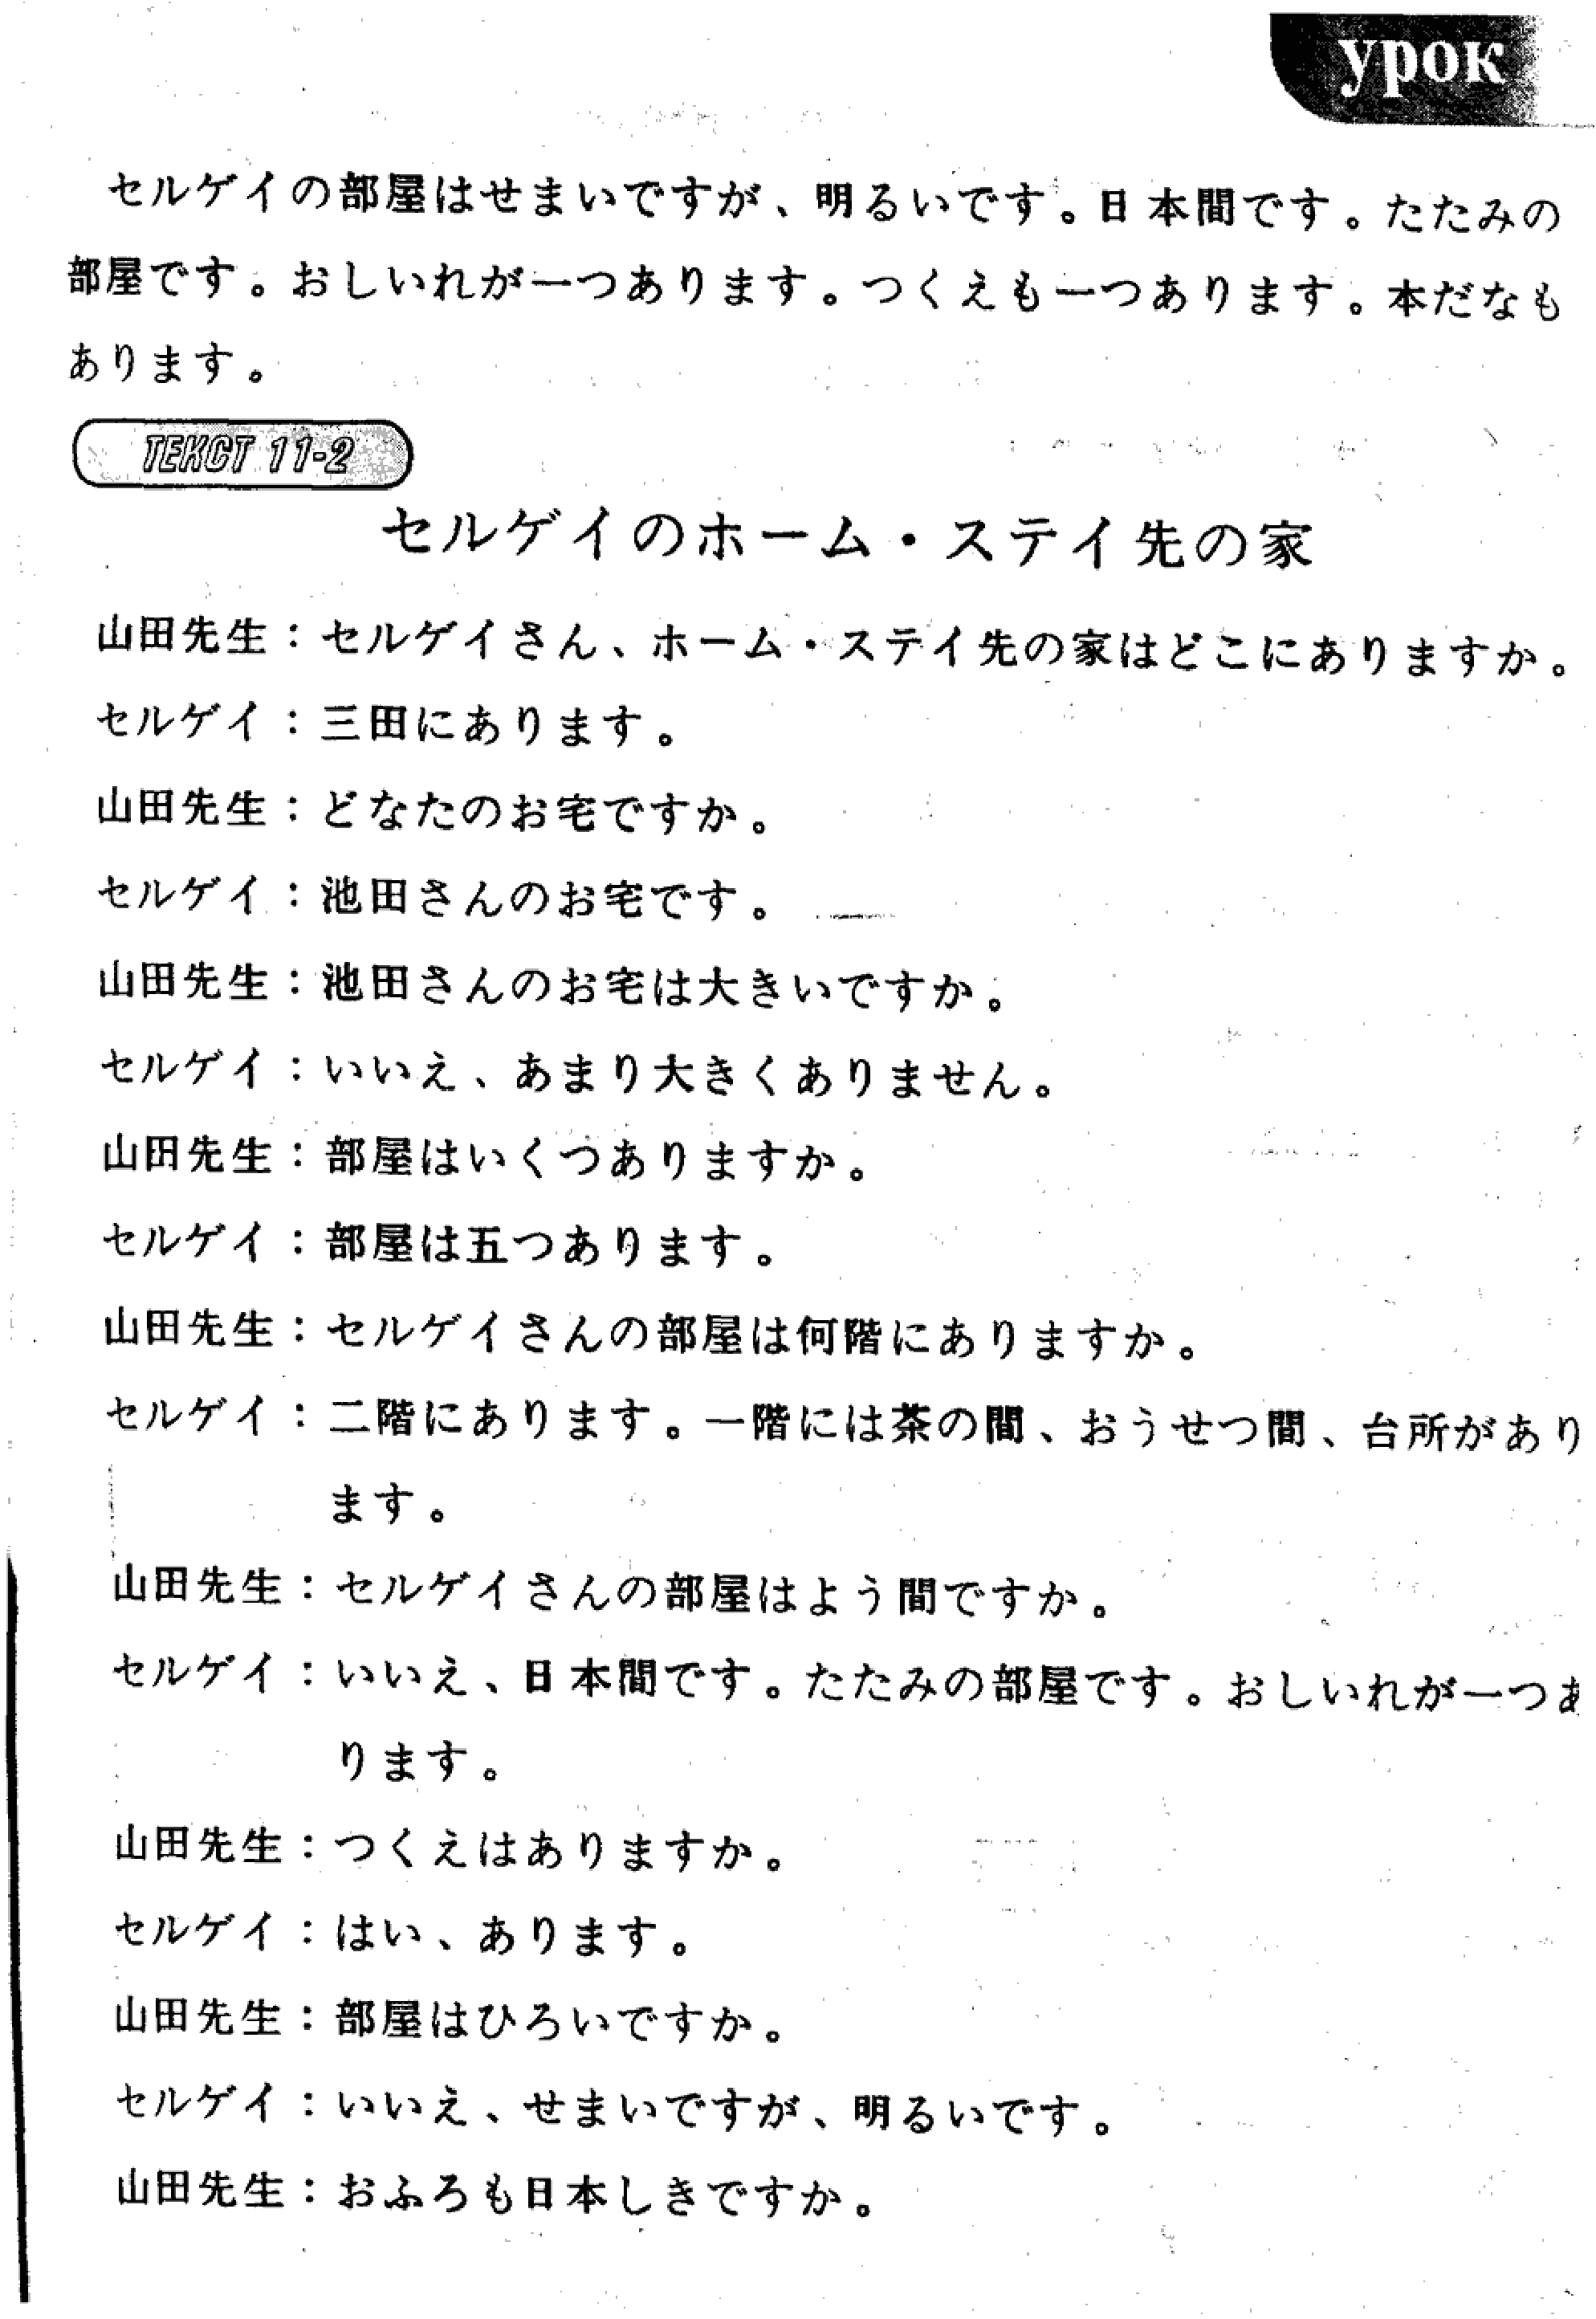 урок
セルゲイの部屋はせまいですが、明るいです。日本間です。たたみの
部屋です。おしいれが一つあります。つくえも一つあります。本だなも
あります。
ТЕКСТ 11-2
セルゲイのホーム・ステイ先の家
山田先生：セルゲイさん、ホーム・ステイ先の家はどこにありますか。
セルゲイ：三田にあります。
山田先生：どなたのお宅ですか。
セルゲイ：池田さんのお宅です。
山田先生：池田さんのお宅は大きいですか。
セルゲイ：いいえ、あまり大きくありません。
山田先生：部屋はいくつありますか。
セルゲイ：部屋は五つあります。
山田先生：セルゲイさんの部屋は何階にありますか。
セルゲイ：二階にあります。一階には茶の間、おうせつ間、台所があり
ます。
山田先生：セルゲイさんの部屋はよう間ですか。
セルゲイ：いいえ、日本間です。たたみの部屋です。おしいれが一つあ
ります。
山田先生：つくえはありますか。
セルゲイ：はい、あります。
山田先生：部屋はひろいですか。
セルゲイ：いいえ、せまいですが、明るいです。
山田先生：おふろも日本しきですか。